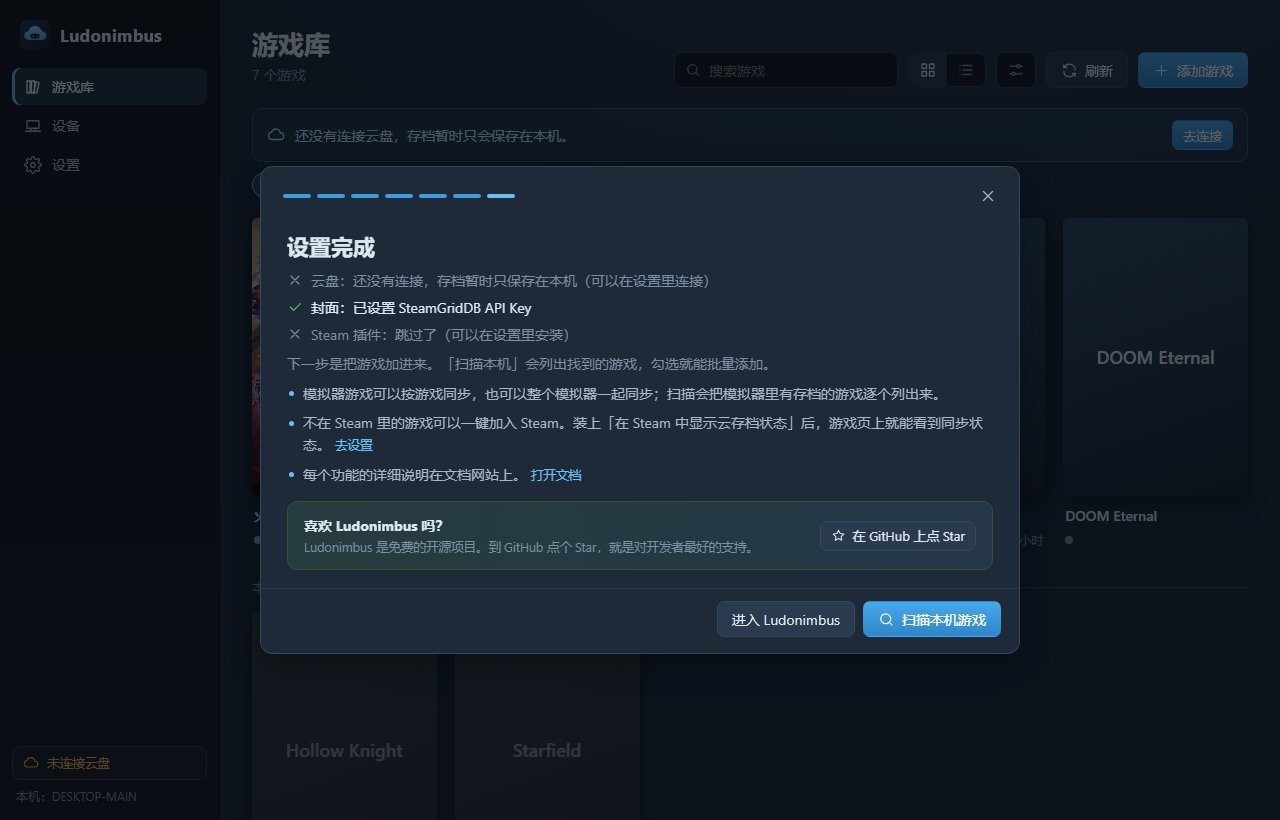 Ludonimbus
游戏库
设备
设置
未连接云盘
本机：DESKTOP-MAIN
游戏库
7 个游戏
搜索游戏
刷新
添加游戏
还没有连接云盘，存档暂时只会保存在本机。
去连接
设置完成
云盘：还没有连接，存档暂时只保存在本机（可以在设置里连接）
封面：已设置 SteamGridDB API Key
Steam 插件：跳过了（可以在设置里安装）
下一步是把游戏加进来。「扫描本机」会列出找到的游戏，勾选就能批量添加。
模拟器游戏可以按游戏同步，也可以整个模拟器一起同步；扫描会把模拟器里有存档的游戏逐个列出来。
不在 Steam 里的游戏可以一键加入 Steam。装上「在 Steam 中显示云存档状态」后，游戏页上就能看到同步状
态。 去设置
每个功能的详细说明在文档网站上。 打开文档
喜欢 Ludonimbus 吗？
Ludonimbus 是免费的开源项目。到 GitHub 点个 Star，就是对开发者最好的支持。
在 GitHub 上点 Star
进入 Ludonimbus
扫描本机游戏
DOOM Eternal
DOOM Eternal
小时
Hollow Knight
Starfield